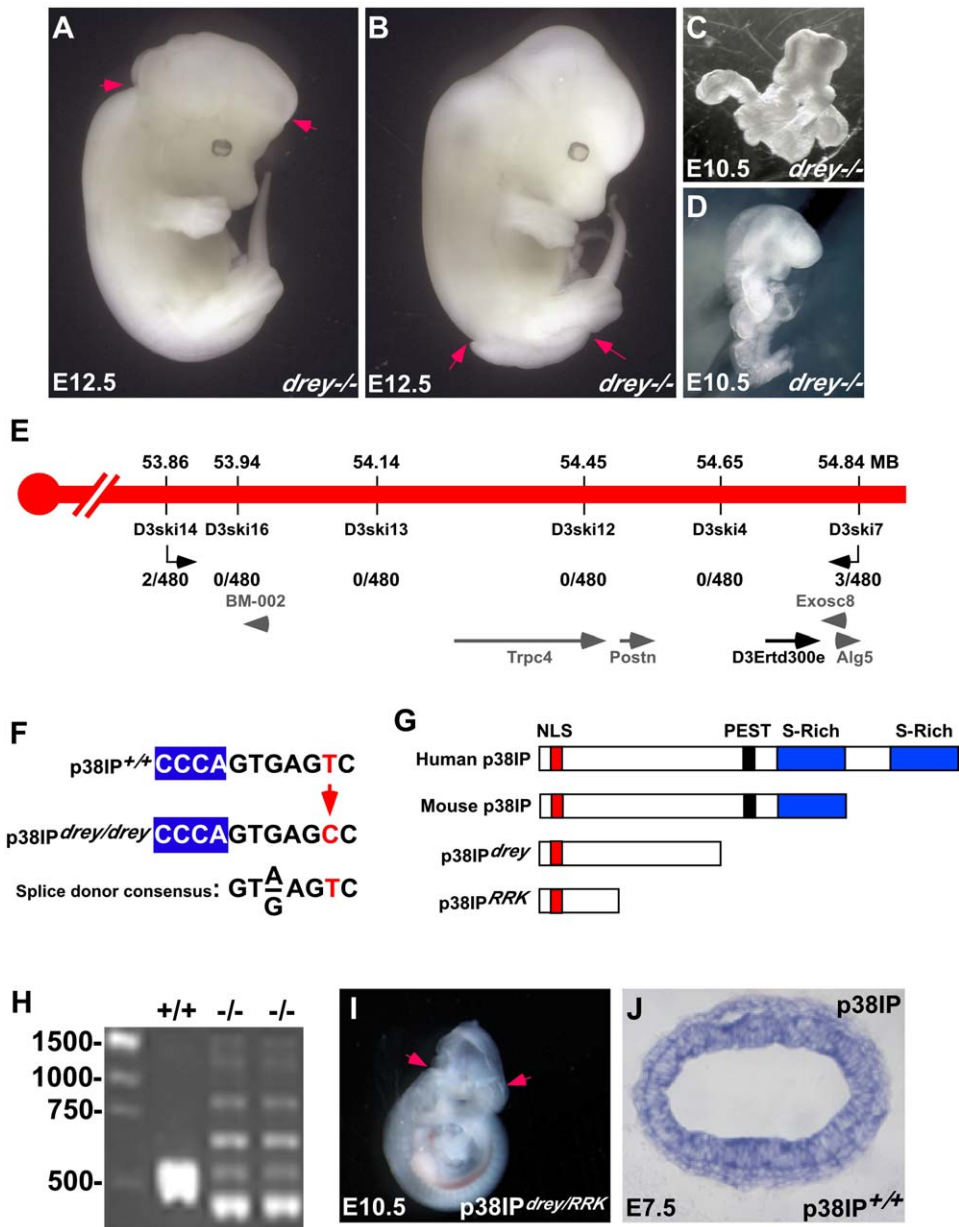 A
E12.5
drey-/-
B
E12.5
drey-/-
C
E10.5
drey-/-
D
E10.5
drey-/-
E
53.86 53.94 54.14 54.45 54.65 54.84 MB
D3ski14 D3ski16 D3ski13 D3ski12 D3ski4 D3ski7
2/480 0/480 0/480 0/480 0/480 3/480
BM-002
Exosc8
Trpc4 Postn D3Ertd300e Alg5
F
p38IP+/+ CCCAGTGAGTC
p38IPdrey/drey CCCAGTGAGCC
Splice donor consensus: GTA/GAGTC
G
NLS PEST S-Rich S-Rich
Human p38IP
Mouse p38IP
p38IPdrey
p38IPRRK
H
+/+ -/- -/-
1500-
1000-
750-
500-
I
E10.5 p38IPdrey/RRK
J
p38IP
E7.5 p38IP+/+